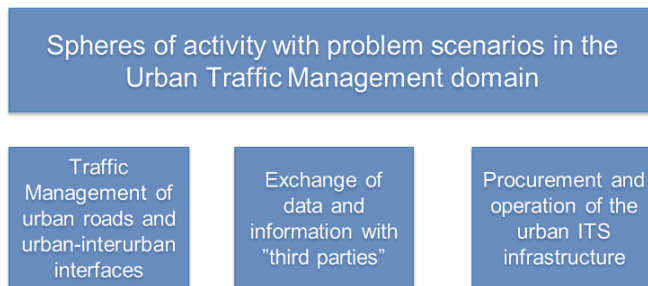 Spheres of activity with problem scenarios in the
Urban Traffic Management domain
Traffic
Management of
urban roads and
urban-interurban
interfaces
Exchange of
data and
information with
”third parties”
Procurement and
operation of the
urban ITS
infrastructure